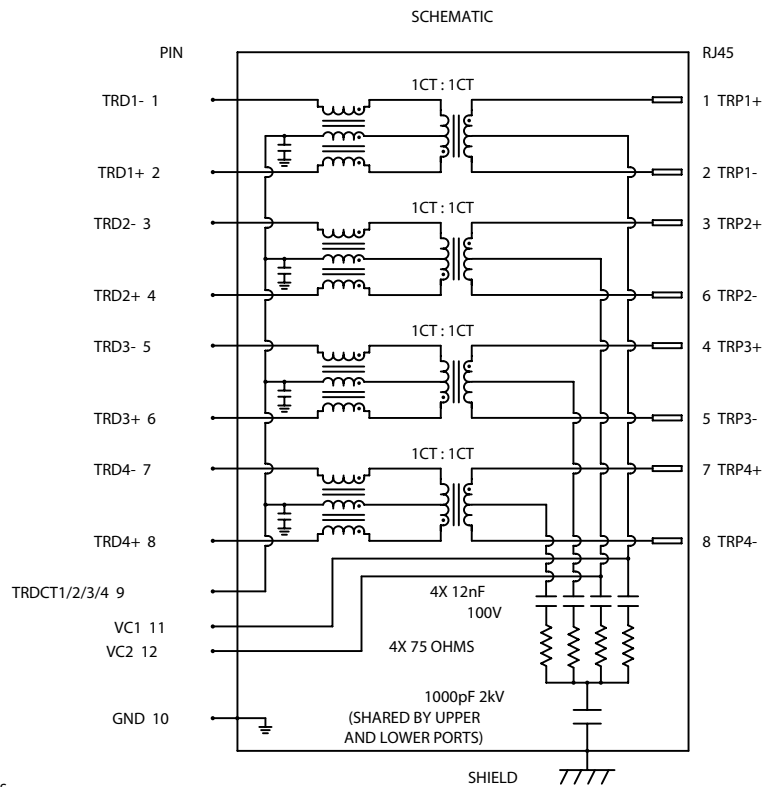 SCHEMATIC
PIN
RJ45
1CT : 1CT
TRD1- 1
1 TRP1+
TRD1+ 2
2 TRP1-
1CT : 1CT
TRD2- 3
3 TRP2+
TRD2+ 4
6 TRP2-
1CT : 1CT
TRD3- 5
4 TRP3+
TRD3+ 6
5 TRP3-
1CT : 1CT
TRD4- 7
7 TRP4+
TRD4+ 8
8 TRP4-
TRDCT1/2/3/4 9
4X 12nF
100V
VC1 11
VC2 12
4X 75 OHMS
1000pF 2kV
GND 10
(SHARED BY UPPER
AND LOWER PORTS)
SHIELD